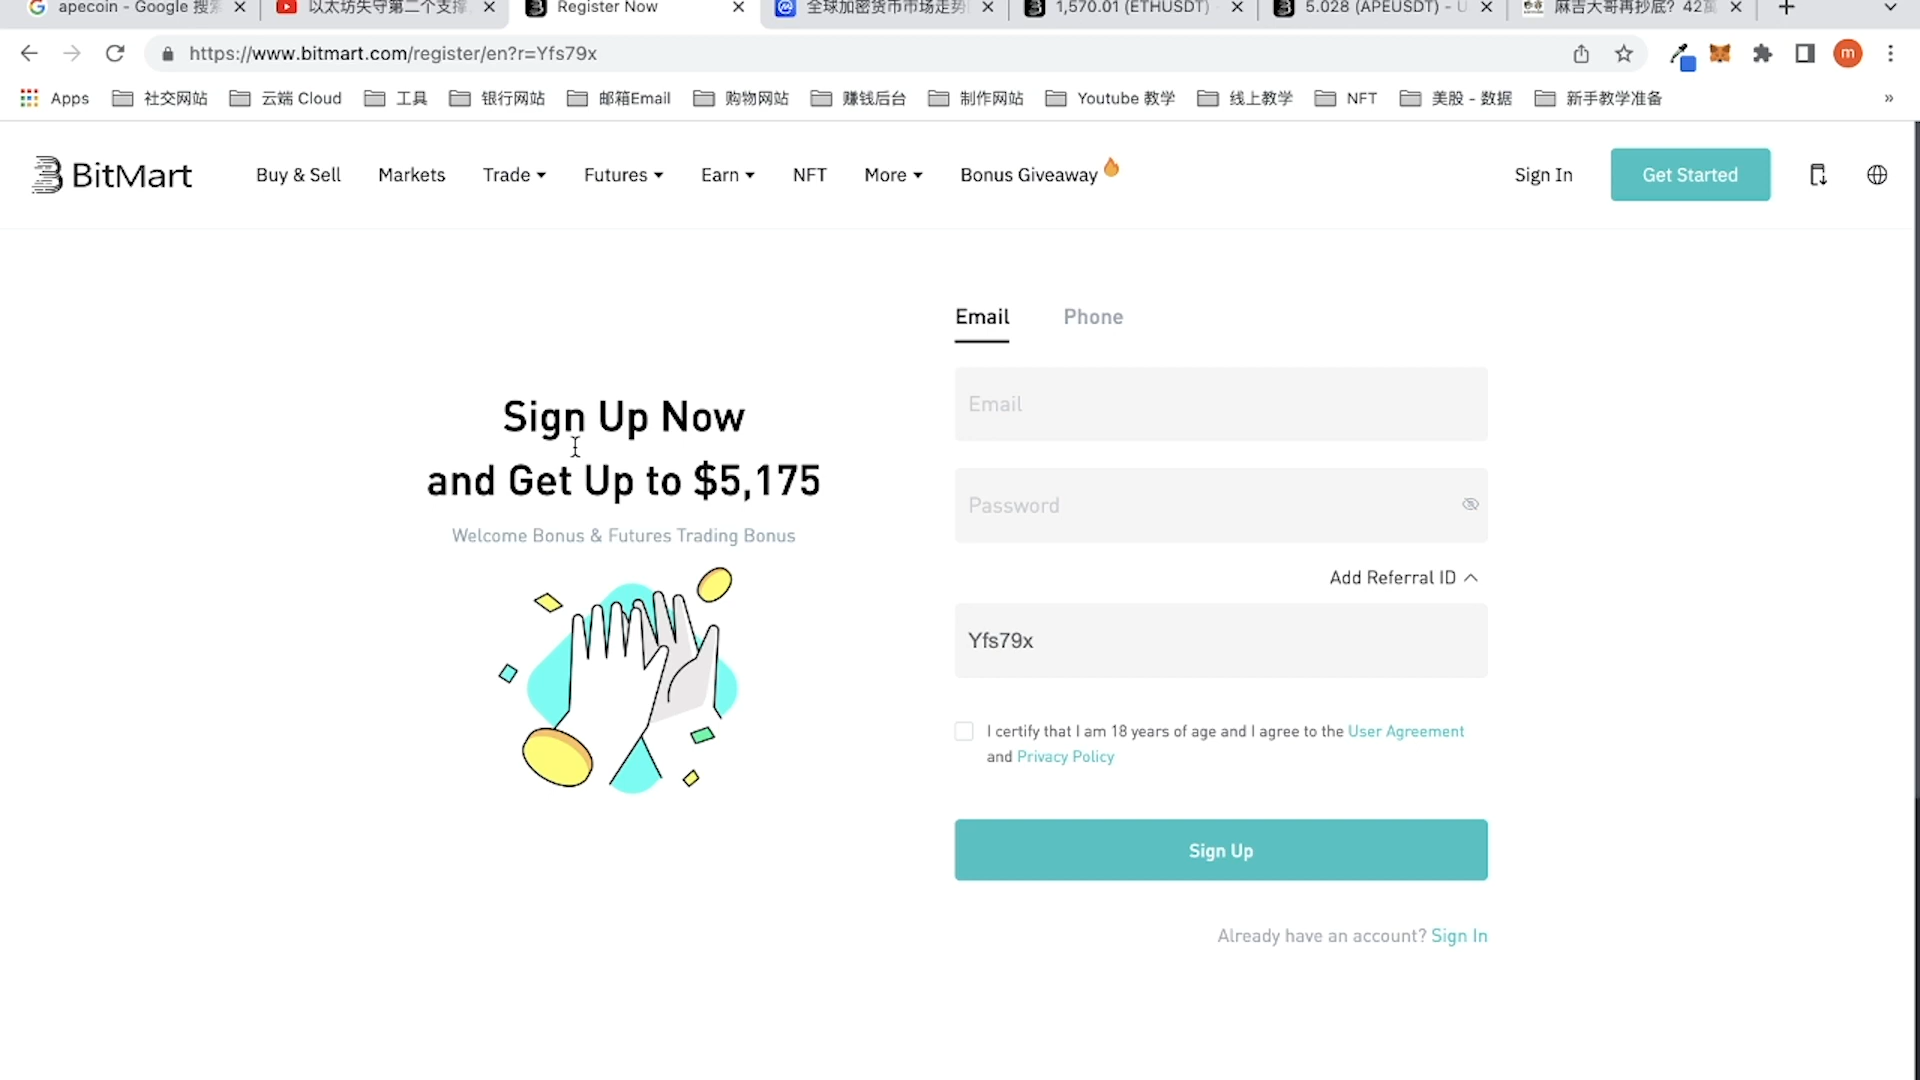 apecoin - Google 搜索
以太坊失守第二个支撑
Register Now
全球加密货币市场走势
1,570.01 (ETHUSDT)
5.028 (APEUSDT) - U
麻吉大哥再抄底? 42萬
https://www.bitmart.com/register/en?r=Yfs79x
m
Apps
社交网站
云端 Cloud
工具
银行网站
邮箱Email
购物网站
赚钱后台
制作网站
Youtube 教学
线上教学
NFT
美股 - 数据
新手教学准备
»
BitMart
Buy & Sell
Markets
Trade
Futures
Earn
NFT
More
Bonus Giveaway
Sign In
Get Started
Sign Up Now
and Get Up to $5,175
Welcome Bonus & Futures Trading Bonus
Email
Phone
Email
Password
Add Referral ID
Yfs79x
I certify that I am 18 years of age and I agree to the User Agreement
and Privacy Policy
Sign Up
Already have an account? Sign In